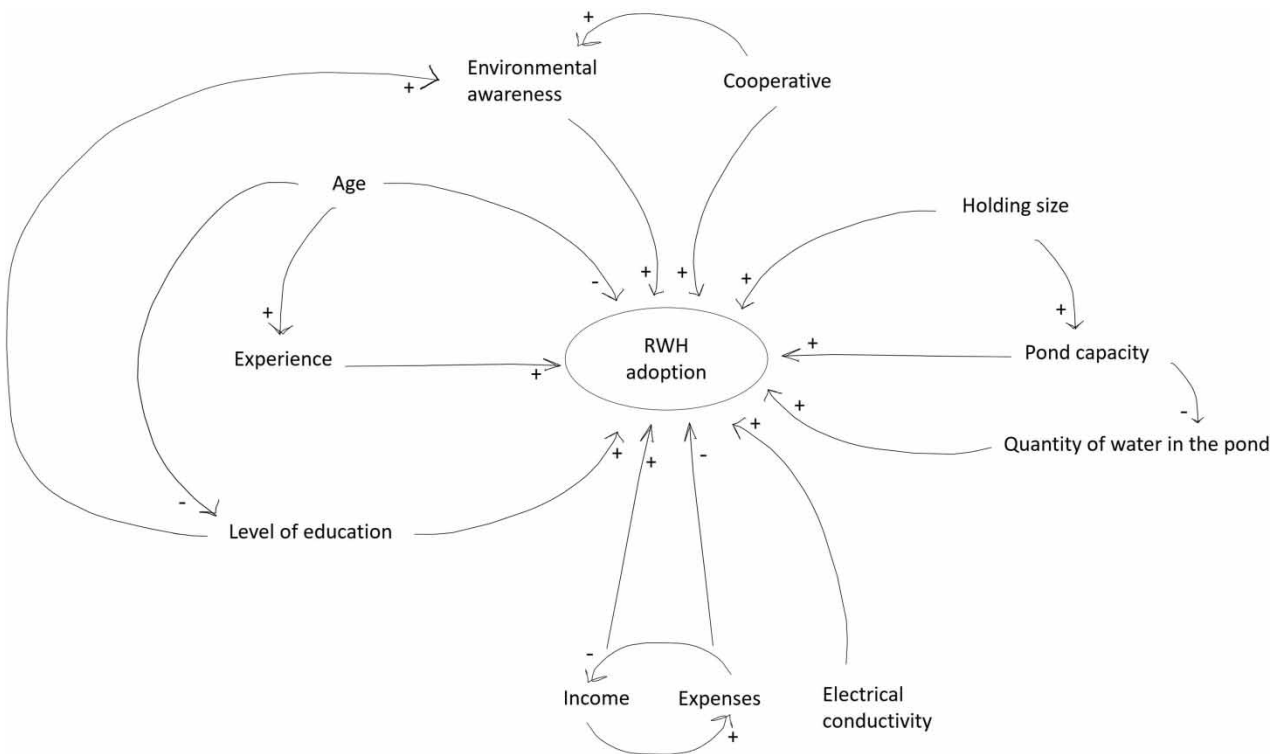 +
Environmental
awareness
Cooperative
+
Age
Holding size
+
+
+
-
+
+
Experience
+
RWH
adoption
+
Pond capacity
+
+
-
Quantity of water in the pond
+
+
-
-
Level of education
-
Income
Expenses
+
Electrical
conductivity